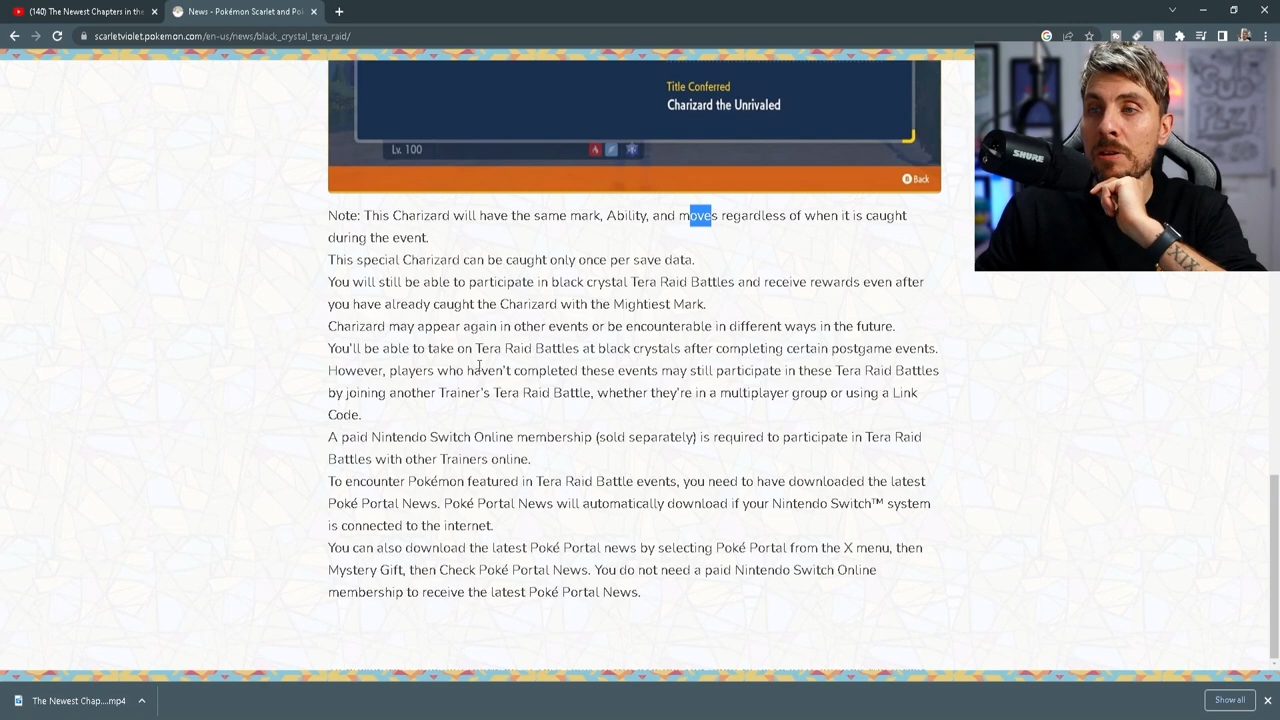 (140) The Newest Chapters in the
News - Pokémon Scarlet and Po
scarletviolet.pokemon.com/en-us/news/black_crystal_tera_raid/
Title Conferred
Charizard the Unrivaled
Lv. 100
Back
SHURE
XIX
Note: This Charizard will have the same mark, Ability, and moves regardless of when it is caught
during the event.
This special Charizard can be caught only once per save data.
You will still be able to participate in black crystal Tera Raid Battles and receive rewards even after
you have already caught the Charizard with the Mightiest Mark.
Charizard may appear again in other events or be encounterable in different ways in the future.
You'll be able to take on Tera Raid Battles at black crystals after completing certain postgame events.
However, players who haven't completed these events may still participate in these Tera Raid Battles
by joining another Trainer's Tera Raid Battle, whether they're in a multiplayer group or using a Link
Code.
A paid Nintendo Switch Online membership (sold separately) is required to participate in Tera Raid
Battles with other Trainers online.
To encounter Pokémon featured in Tera Raid Battle events, you need to have downloaded the latest
Poké Portal News. Poké Portal News will automatically download if your Nintendo Switch™ system
is connected to the internet.
You can also download the latest Poké Portal news by selecting Poké Portal from the X menu, then
Mystery Gift, then Check Poké Portal News. You do not need a paid Nintendo Switch Online
membership to receive the latest Poké Portal News.
The Newest Chap....mp4
Show all